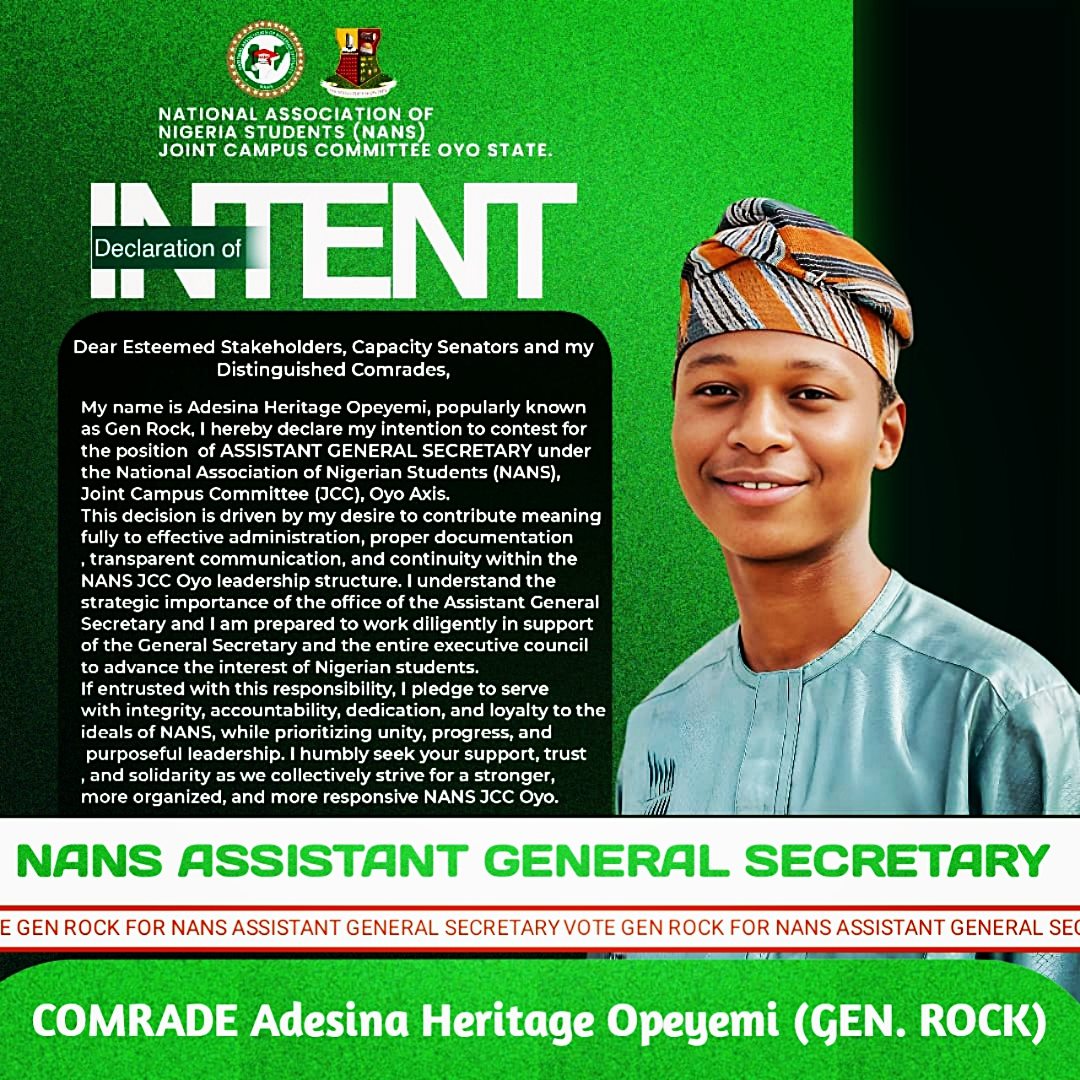 NATIONAL ASSOCIATION OF
NIGERIA STUDENTS (NANS)
JOINT CAMPUS COMMITTEE OYO STATE.
Declaration of
INTENT
Dear Esteemed Stakeholders, Capacity Senators and my
Distinguished Comrades,
My name is Adesina Heritage Opeyemi, popularly known
as Gen Rock, I hereby declare my intention to contest for
the position of ASSISTANT GENERAL SECRETARY under
the National Association of Nigerian Students (NANS),
Joint Campus Committee (JCC), Oyo Axis.
This decision is driven by my desire to contribute meaning
fully to effective administration, proper documentation
, transparent communication, and continuity within the
NANS JCC Oyo leadership structure. I understand the
strategic importance of the office of the Assistant General
Secretary and I am prepared to work diligently in support
of the General Secretary and the entire executive council
to advance the interest of Nigerian students.
If entrusted with this responsibility, I pledge to serve
with integrity, accountability, dedication, and loyalty to the
ideals of NANS, while prioritizing unity, progress, and
purposeful leadership. I humbly seek your support, trust
, and solidarity as we collectively strive for a stronger,
more organized, and more responsive NANS JCC Oyo.
NANS ASSISTANT GENERAL SECRETARY
E GEN ROCK FOR NANS ASSISTANT GENERAL SECRETARY VOTE GEN ROCK FOR NANS ASSISTANT GENERAL SEC
COMRADE Adesina Heritage Opeyemi (GEN. ROCK)